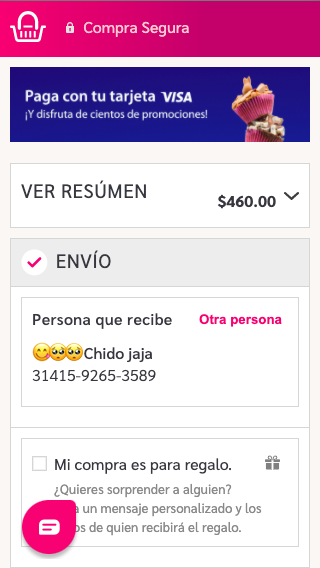 Compra Segura
Paga con tu tarjeta VISA
¡Y disfruta de cientos de promociones!
VER RESÚMEN
$460.00
ENVÍO
Persona que recibe
Otra persona
😋🥺🥺Chido jaja
31415-9265-3589
Mi compra es para regalo.
¿Quieres sorprender a alguien?
un mensaje personalizado y los
de quien recibirá el regalo.